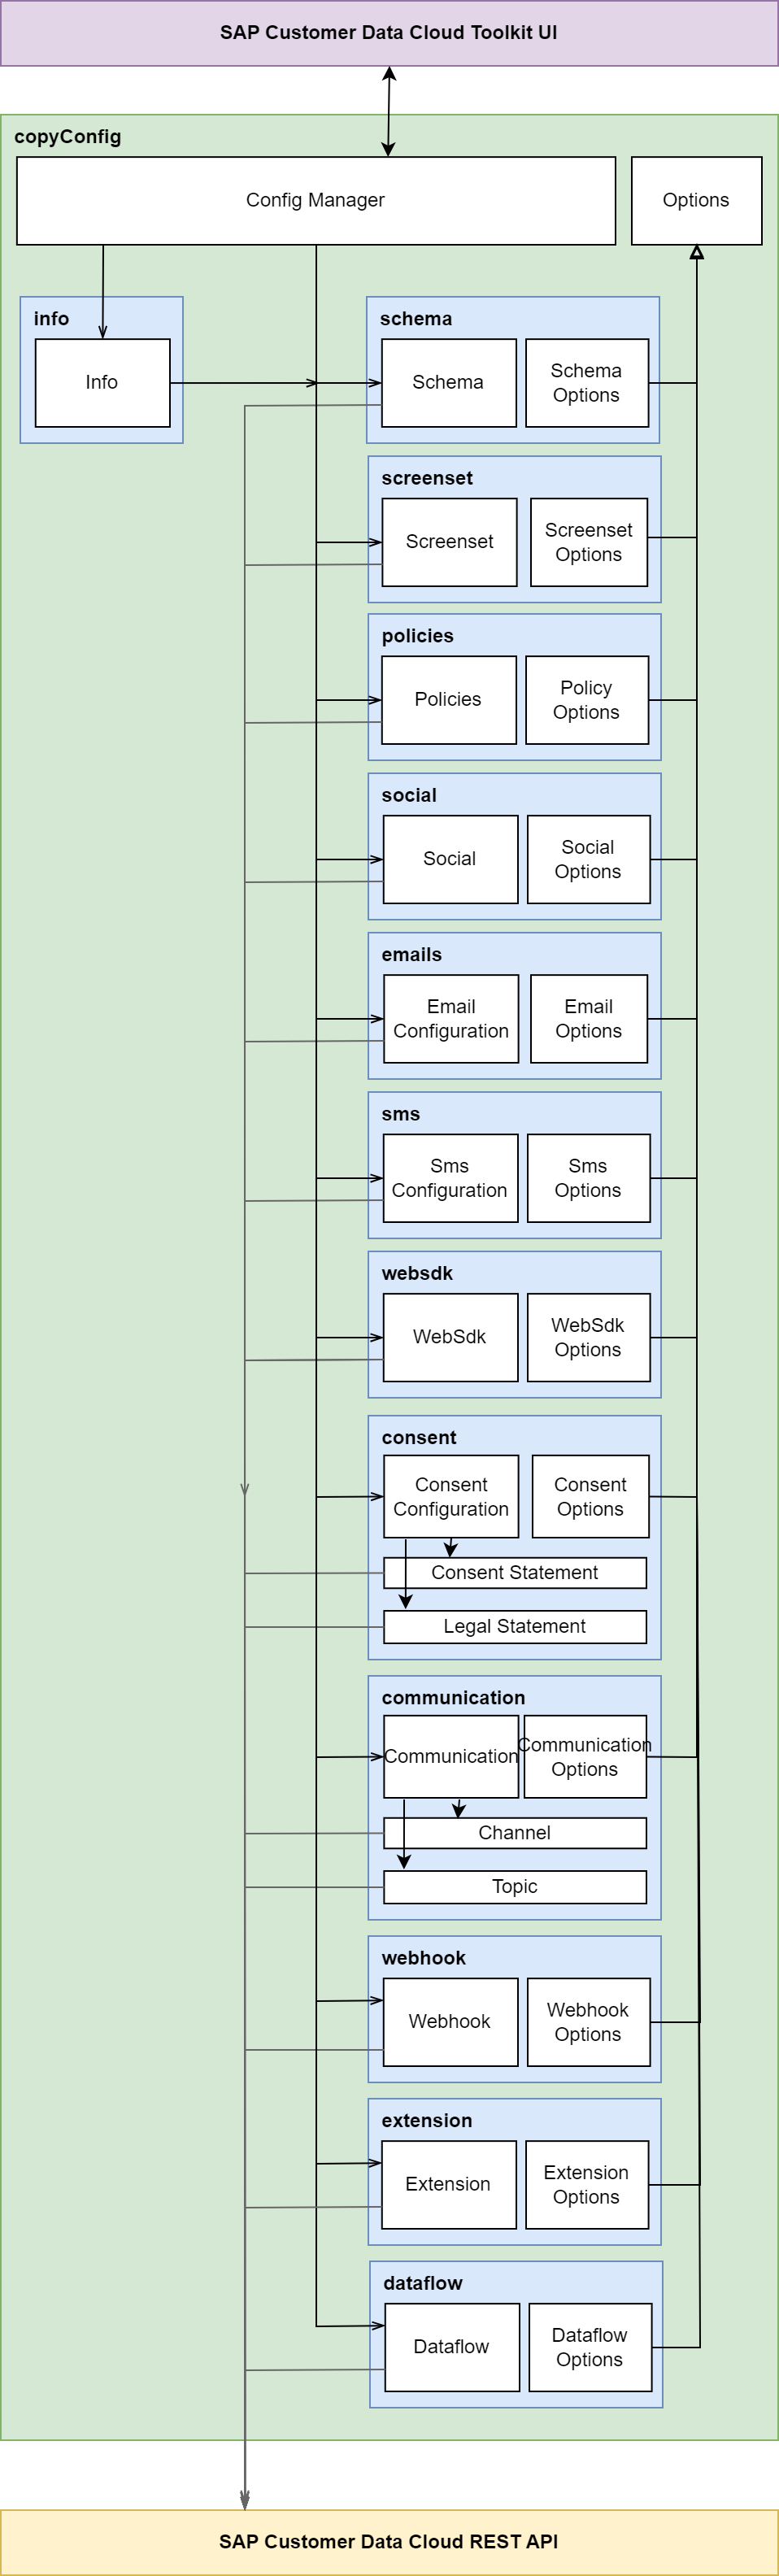 SAP Customer Data Cloud Toolkit UI
copyConfig
Config Manager
Options
info
Info
schema
Schema
Schema
Options
screenset
Screenset
Screenset
Options
policies
Policies
Policy
Options
social
Social
Social
Options
emails
Email
Configuration
Email
Options
sms
Sms
Configuration
Sms
Options
websdk
WebSdk
WebSdk
Options
consent
Consent
Configuration
Consent
Options
Consent Statement
Legal Statement
communication
Communication
Communication
Options
Channel
Topic
webhook
Webhook
Webhook
Options
extension
Extension
Extension
Options
dataflow
Dataflow
Dataflow
Options
SAP Customer Data Cloud REST API